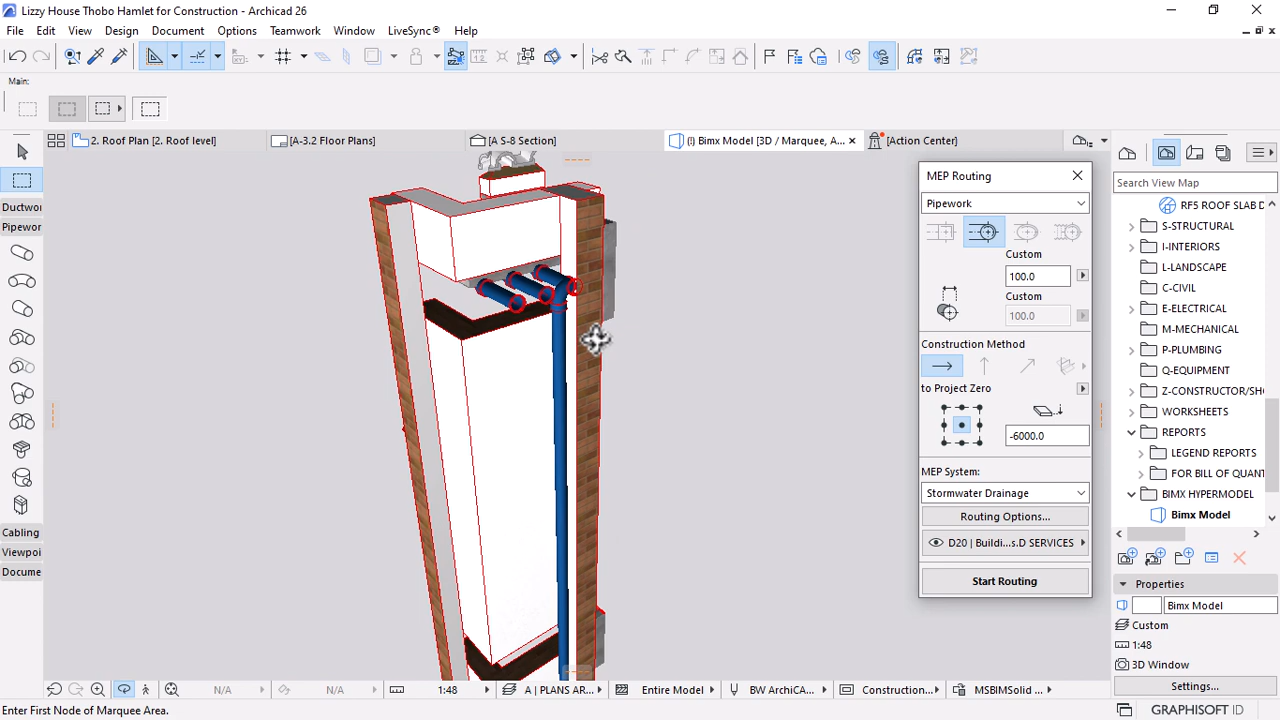 Lizzy House Thobo Hamlet for Construction - Archicad 26
File Edit View Design Document Options Teamwork Window LiveSync® Help
Main:
2. Roof Plan [2. Roof level]
[A-3.2 Floor Plans]
[A S-8 Section]
(!) Bimx Model [3D / Marquee, A...
[Action Center]
Ductwo
Pipewor
Cabling
Viewpoi
Docume
MEP Routing
Pipework
Custom
100.0
Custom
100.0
Construction Method
to Project Zero
-6000.0
MEP System:
Stormwater Drainage
Routing Options...
D20 | Buildi...s.D SERVICES
Start Routing
Search View Map
RF5 ROOF SLAB D
S-STRUCTURAL
I-INTERIORS
L-LANDSCAPE
C-CIVIL
E-ELECTRICAL
M-MECHANICAL
P-PLUMBING
Q-EQUIPMENT
Z-CONSTRUCTOR/SH
WORKSHEETS
REPORTS
LEGEND REPORTS
FOR BILL OF QUANT
BIMX HYPERMODEL
Bimx Model
Properties
Bimx Model
Custom
1:48
3D Window
Settings...
N/A
N/A
1:48
A | PLANS AR...
Entire Model
BW ArchiCA...
Construction...
MSBIMSolid ...
Enter First Node of Marquee Area.
GRAPHISOFT ID